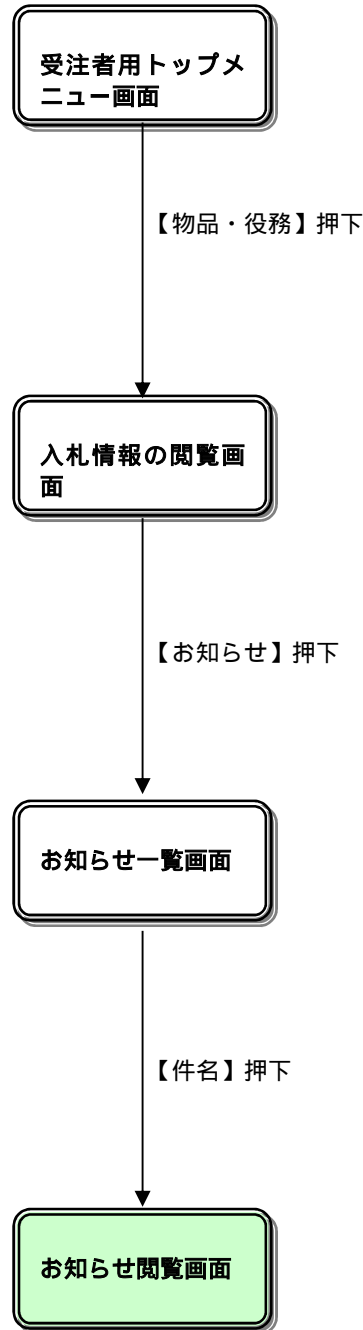 受注者用トップメ
ニュー画面
【物品・役務】押下
入札情報の閲覧画
面
【お知らせ】押下
お知らせ一覧画面
【件名】押下
お知らせ閲覧画面